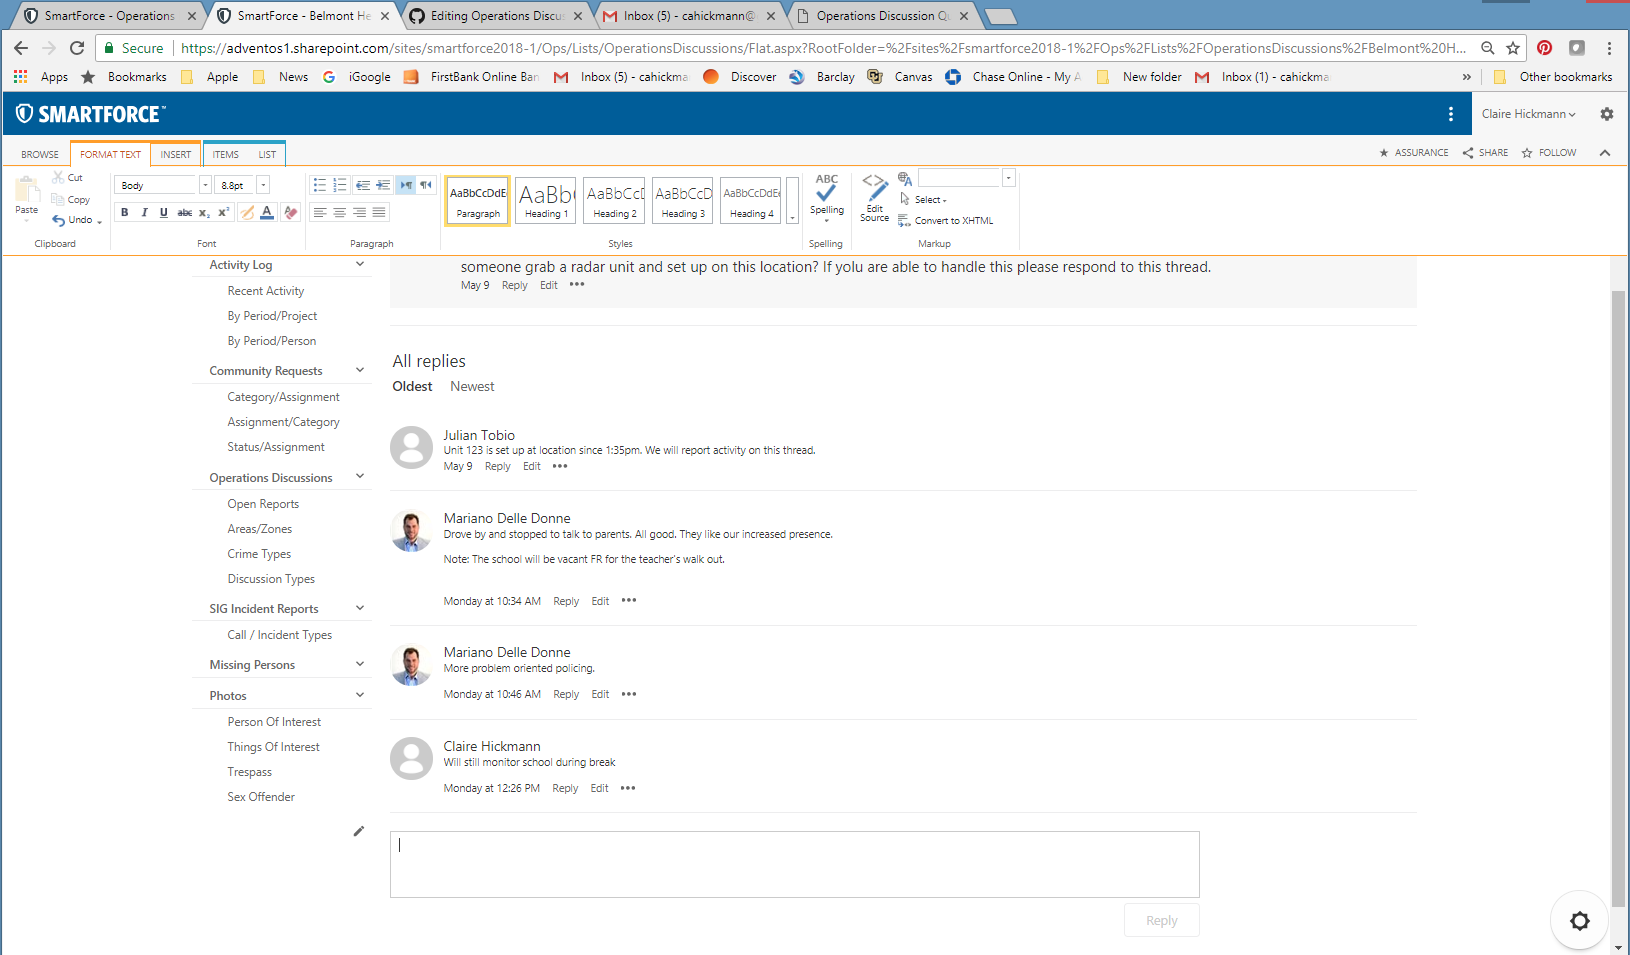 SmartForce - Operations
SmartForce - Belmont He
Editing Operations Discus
Inbox (5) - cahickmann@
Operations Discussion Qu
Secure
https://adventos1.sharepoint.com/sites/smartforce2018-1/Ops/Lists/OperationsDiscussions/Flat.aspx?RootFolder=%2Fsites%2Fsmartforce2018-1%2FOps%2FLists%2FOperationsDiscussions%2FBelmont%20H...
Apps
Bookmarks
Apple
News
iGoogle
FirstBank Online Ban
Inbox (5) - cahickma
Discover
Barclay
Canvas
Chase Online - My A
New folder
Inbox (1) - cahickma
»
Other bookmarks
SMARTFORCE™
Claire Hickmann
BROWSE
FORMAT TEXT
INSERT
ITEMS
LIST
ASSURANCE
SHARE
FOLLOW
Paste
Cut
Copy
Undo
Clipboard
Body
8.8pt
B I U abc x₂ x²
A
Font
Paragraph
AaBbCcDdEe
Paragraph
AaBb(
Heading 1
AaBbCcD
Heading 2
AaBbCcD
Heading 3
AaBbCcDdEe
Heading 4
Styles
ABC
Spelling
Spelling
Edit
Source
Select
Convert to XHTML
Markup
Activity Log
Recent Activity
By Period/Project
By Period/Person
Community Requests
Category/Assignment
Assignment/Category
Status/Assignment
Operations Discussions
Open Reports
Areas/Zones
Crime Types
Discussion Types
SIG Incident Reports
Call / Incident Types
Missing Persons
Photos
Person Of Interest
Things Of Interest
Trespass
Sex Offender
someone grab a radar unit and set up on this location? If yolu are able to handle this please respond to this thread.
May 9 Reply Edit •••
All replies
Oldest Newest
Julian Tobio
Unit 123 is set up at location since 1:35pm. We will report activity on this thread.
May 9 Reply Edit •••
Mariano Delle Donne
Drove by and stopped to talk to parents. All good. They like our increased presence.
Note: The school will be vacant FR for the teacher's walk out.
Monday at 10:34 AM Reply Edit •••
Mariano Delle Donne
More problem oriented policing.
Monday at 10:46 AM Reply Edit •••
Claire Hickmann
Will still monitor school during break
Monday at 12:26 PM Reply Edit •••
Reply